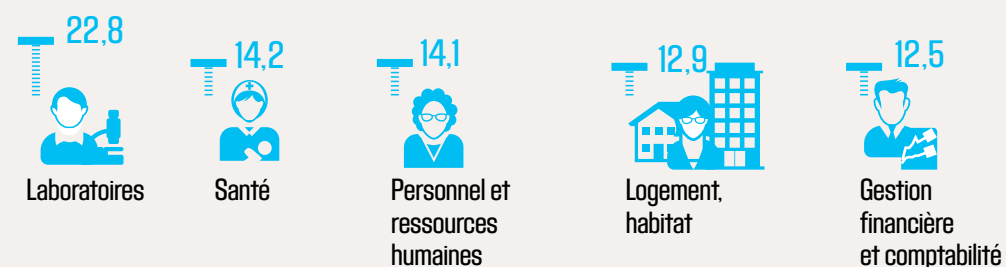 22,8
Laboratoires
14,2
Santé
14,1
Personnel et
ressources
humaines
12,9
Logement,
habitat
12,5
Gestion
financière
et comptabilité